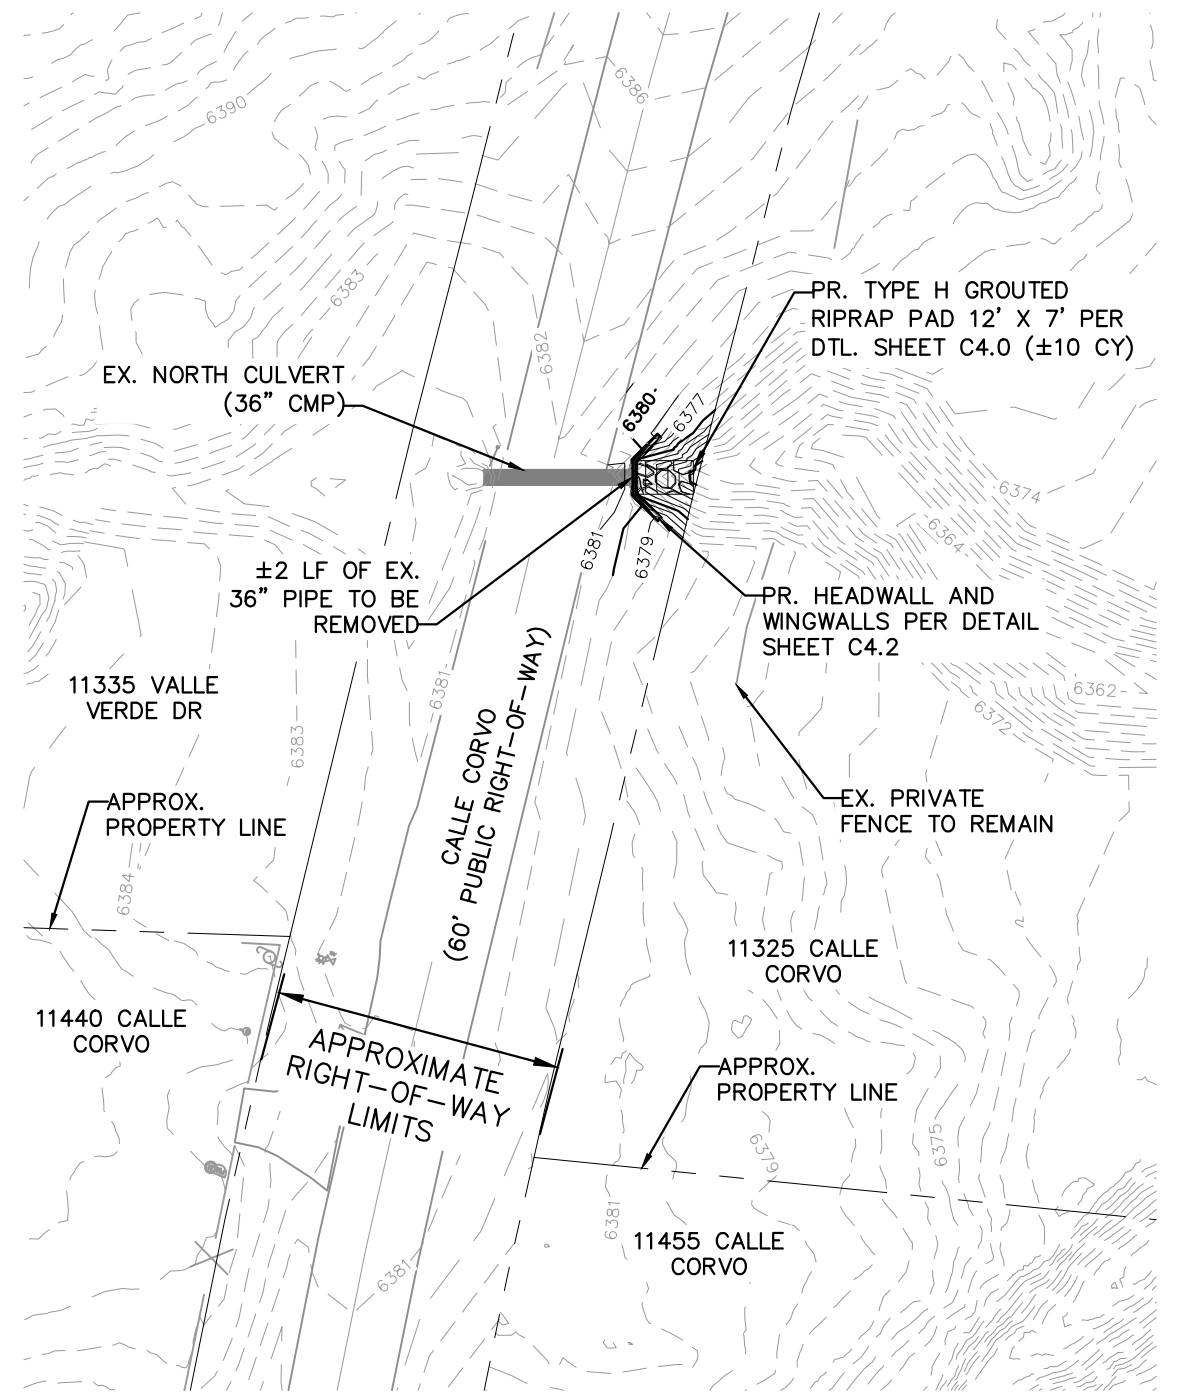 6386
6390
6383
PR. TYPE H GROUTED
RIPRAP PAD 12' X 7' PER
DTL. SHEET C4.0 (±10 CY)
6382
EX. NORTH CULVERT
(36" CMP)
6380
6377
6374
6364
6381
6379
±2 LF OF EX.
36" PIPE TO BE
REMOVED
PR. HEADWALL AND
WINGWALLS PER DETAIL
SHEET C4.2
11335 VALLE
VERDE DR
6381
6362
6372
6383
CALLE CORVO
(60' PUBLIC RIGHT-OF-WAY)
APPROX.
PROPERTY LINE
EX. PRIVATE
FENCE TO REMAIN
6384
11325 CALLE
CORVO
11440 CALLE
CORVO
APPROXIMATE
RIGHT-OF-WAY
LIMITS
APPROX.
PROPERTY LINE
6379
6375
6381
11455 CALLE
CORVO
6381